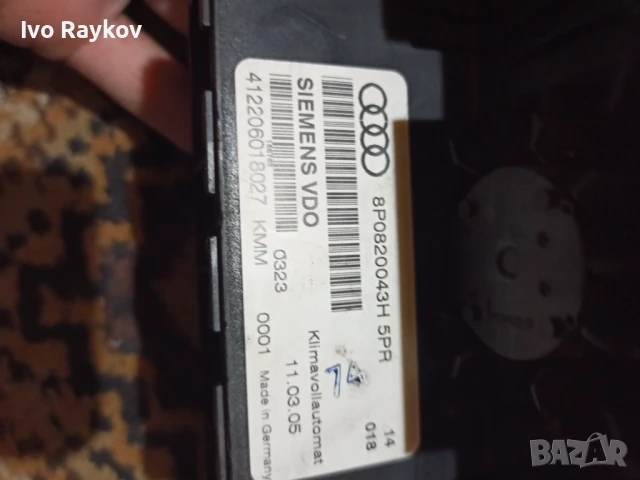 Ivo Raykov
8P0820043H 5PR
14
018
SIEMENS VDO
Klimavollautomat
0323
11.03.05
412206018027 KMM
0001 Made in Germany
BAZAR